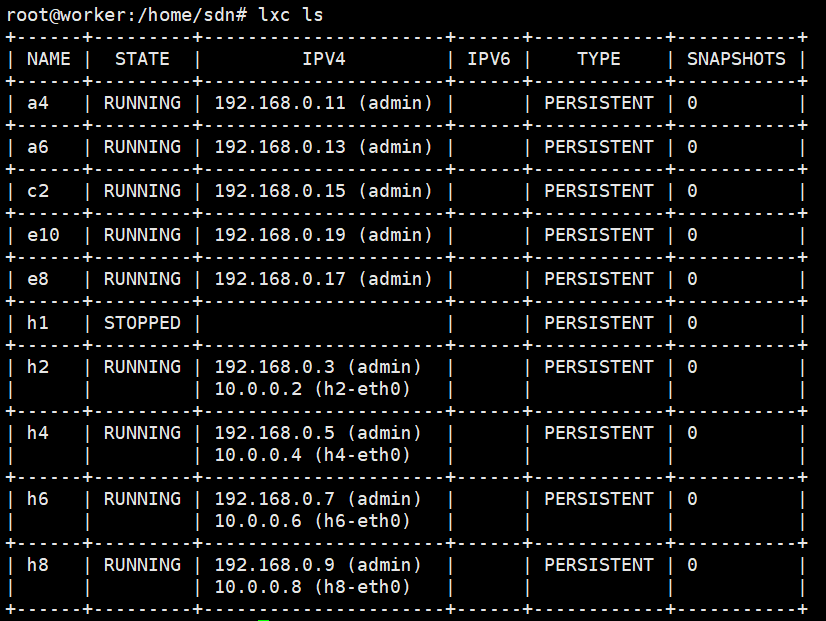 root@worker:/home/sdn# lxc ls
+------+---------+----------------------+------+------------+-----------+
| NAME |  STATE  |         IPV4         | IPV6 |    TYPE    | SNAPSHOTS |
+------+---------+----------------------+------+------------+-----------+
| a4   | RUNNING | 192.168.0.11 (admin) |      | PERSISTENT | 0         |
+------+---------+----------------------+------+------------+-----------+
| a6   | RUNNING | 192.168.0.13 (admin) |      | PERSISTENT | 0         |
+------+---------+----------------------+------+------------+-----------+
| c2   | RUNNING | 192.168.0.15 (admin) |      | PERSISTENT | 0         |
+------+---------+----------------------+------+------------+-----------+
| e10  | RUNNING | 192.168.0.19 (admin) |      | PERSISTENT | 0         |
+------+---------+----------------------+------+------------+-----------+
| e8   | RUNNING | 192.168.0.17 (admin) |      | PERSISTENT | 0         |
+------+---------+----------------------+------+------------+-----------+
| h1   | STOPPED |                      |      | PERSISTENT | 0         |
+------+---------+----------------------+------+------------+-----------+
| h2   | RUNNING | 192.168.0.3 (admin)  |      | PERSISTENT | 0         |
|      |         | 10.0.0.2 (h2-eth0)   |      |            |           |
+------+---------+----------------------+------+------------+-----------+
| h4   | RUNNING | 192.168.0.5 (admin)  |      | PERSISTENT | 0         |
|      |         | 10.0.0.4 (h4-eth0)   |      |            |           |
+------+---------+----------------------+------+------------+-----------+
| h6   | RUNNING | 192.168.0.7 (admin)  |      | PERSISTENT | 0         |
|      |         | 10.0.0.6 (h6-eth0)   |      |            |           |
+------+---------+----------------------+------+------------+-----------+
| h8   | RUNNING | 192.168.0.9 (admin)  |      | PERSISTENT | 0         |
|      |         | 10.0.0.8 (h8-eth0)   |      |            |           |
+------+---------+----------------------+------+------------+-----------+